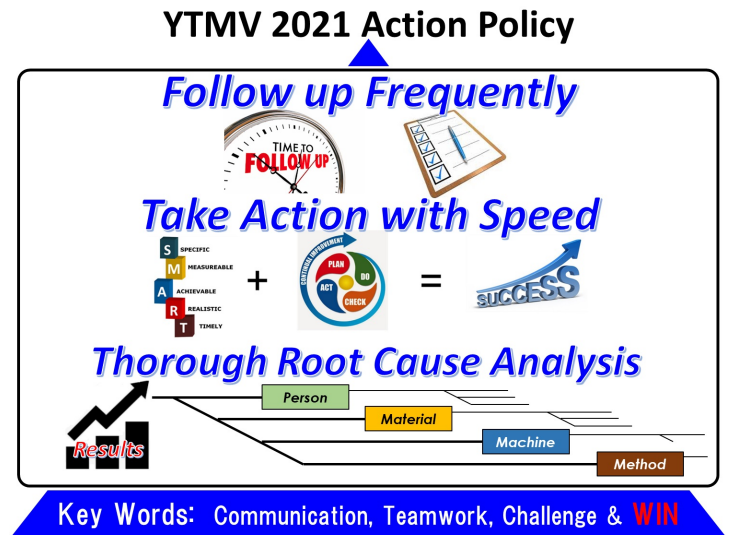 YTMV 2021 Action Policy
Follow up Frequently
TIME TO
FOLLOW UP
Take Action with Speed
S SPECIFIC
M MEASUREABLE
A ACHIEVABLE
R REALISTIC
T TIMELY
+
CONTINUAL IMPROVEMENT
PLAN
DO
CHECK
ACT
=
SUCCESS
Thorough Root Cause Analysis
Results
Person
Material
Machine
Method
Key Words: Communication, Teamwork, Challenge & WIN